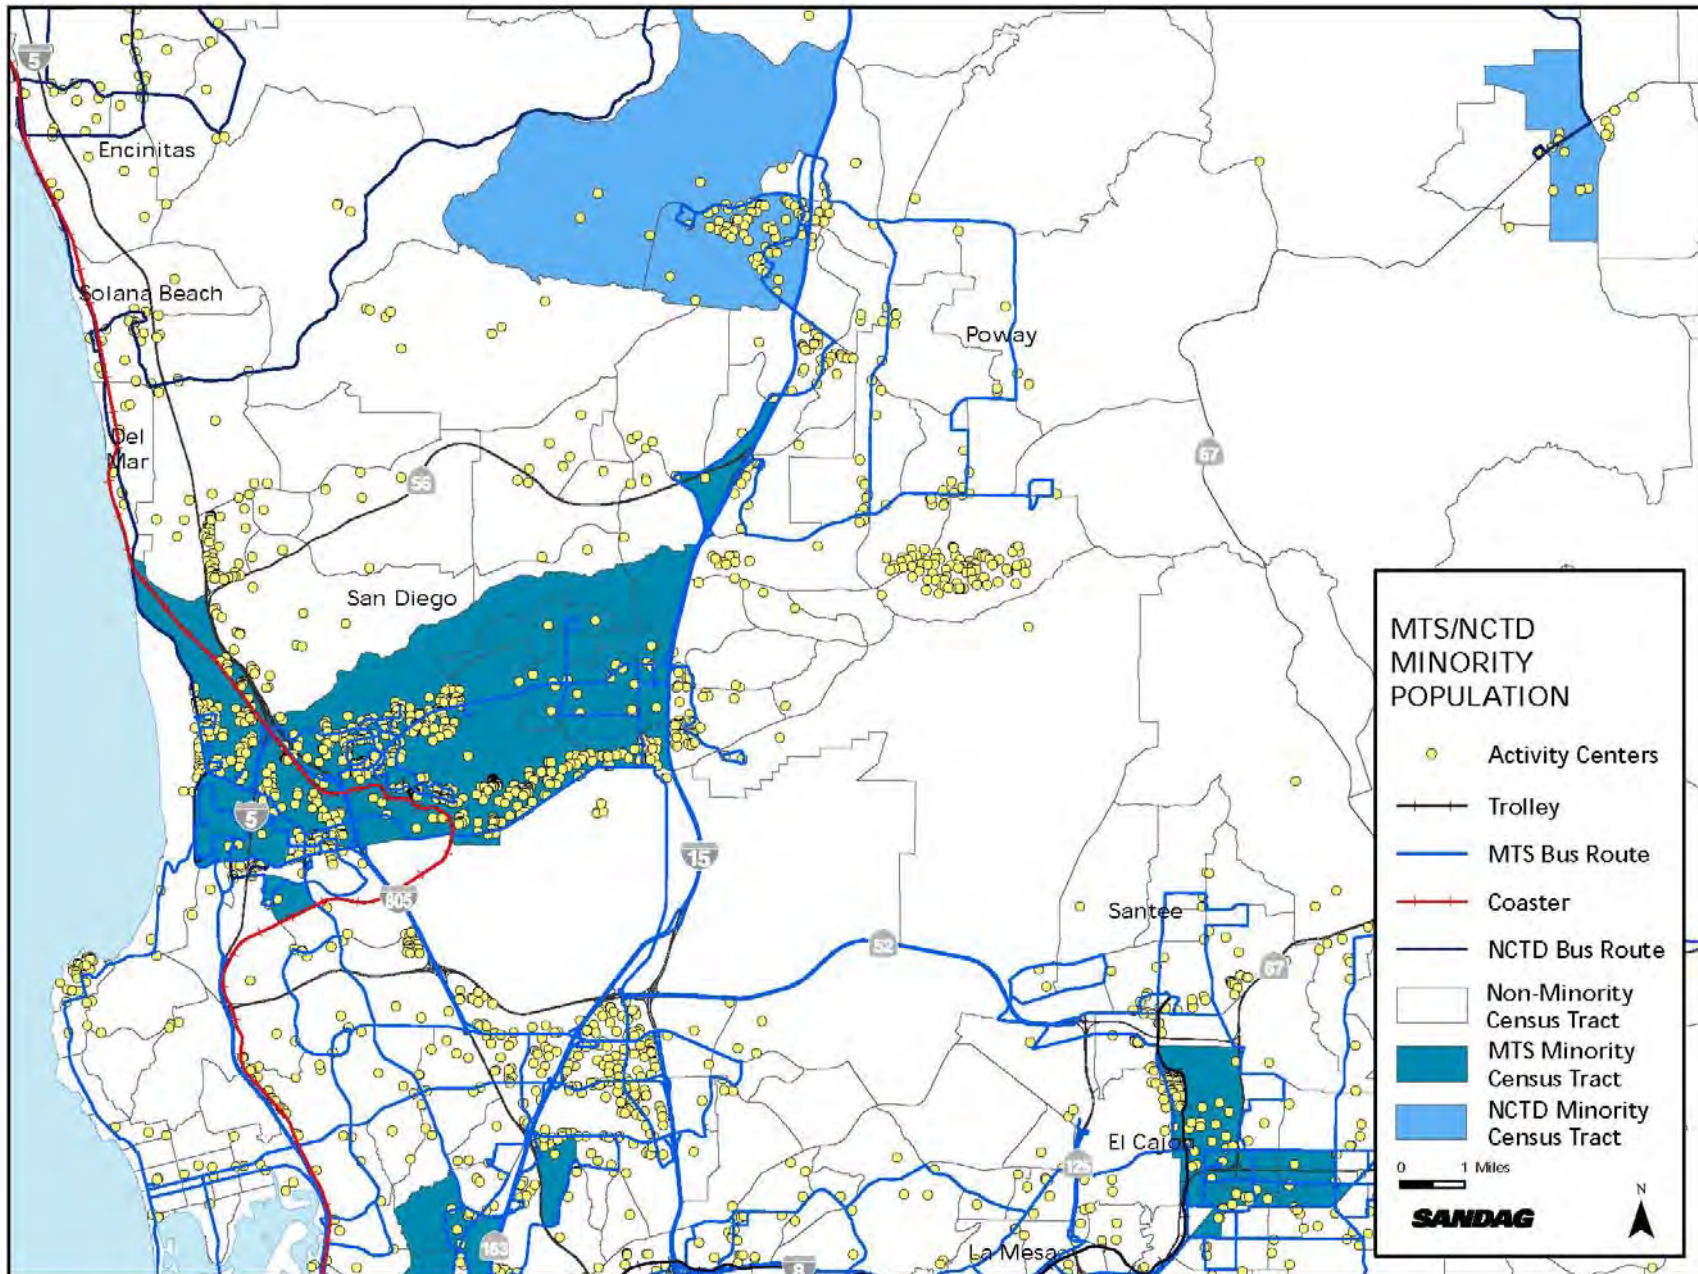 5
Encinitas
Solana Beach
Poway
Del
Mar
56
67
San Diego
5
15
805
Santee
52
67
El Cajon
125
163
La Mesa
8
MTS/NCTD
MINORITY
POPULATION
Activity Centers
Trolley
MTS Bus Route
Coaster
NCTD Bus Route
Non-Minority
Census Tract
MTS Minority
Census Tract
NCTD Minority
Census Tract
0 1 Miles
SANDAG
N